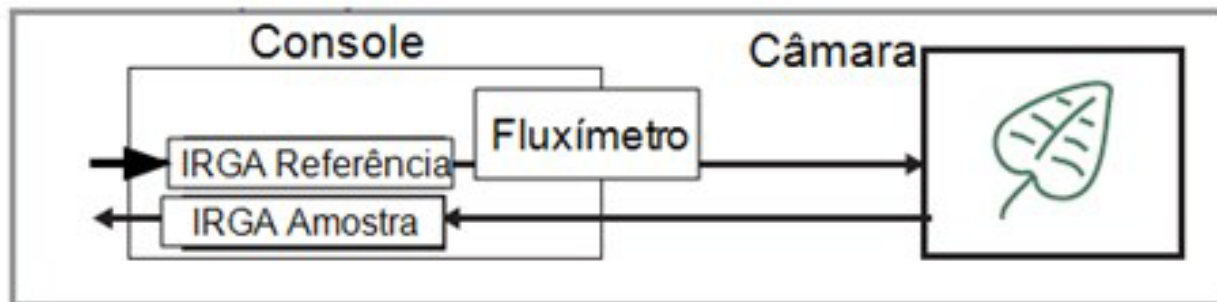 Console
Câmara
Fluxímetro
IRGA Referência
IRGA Amostra